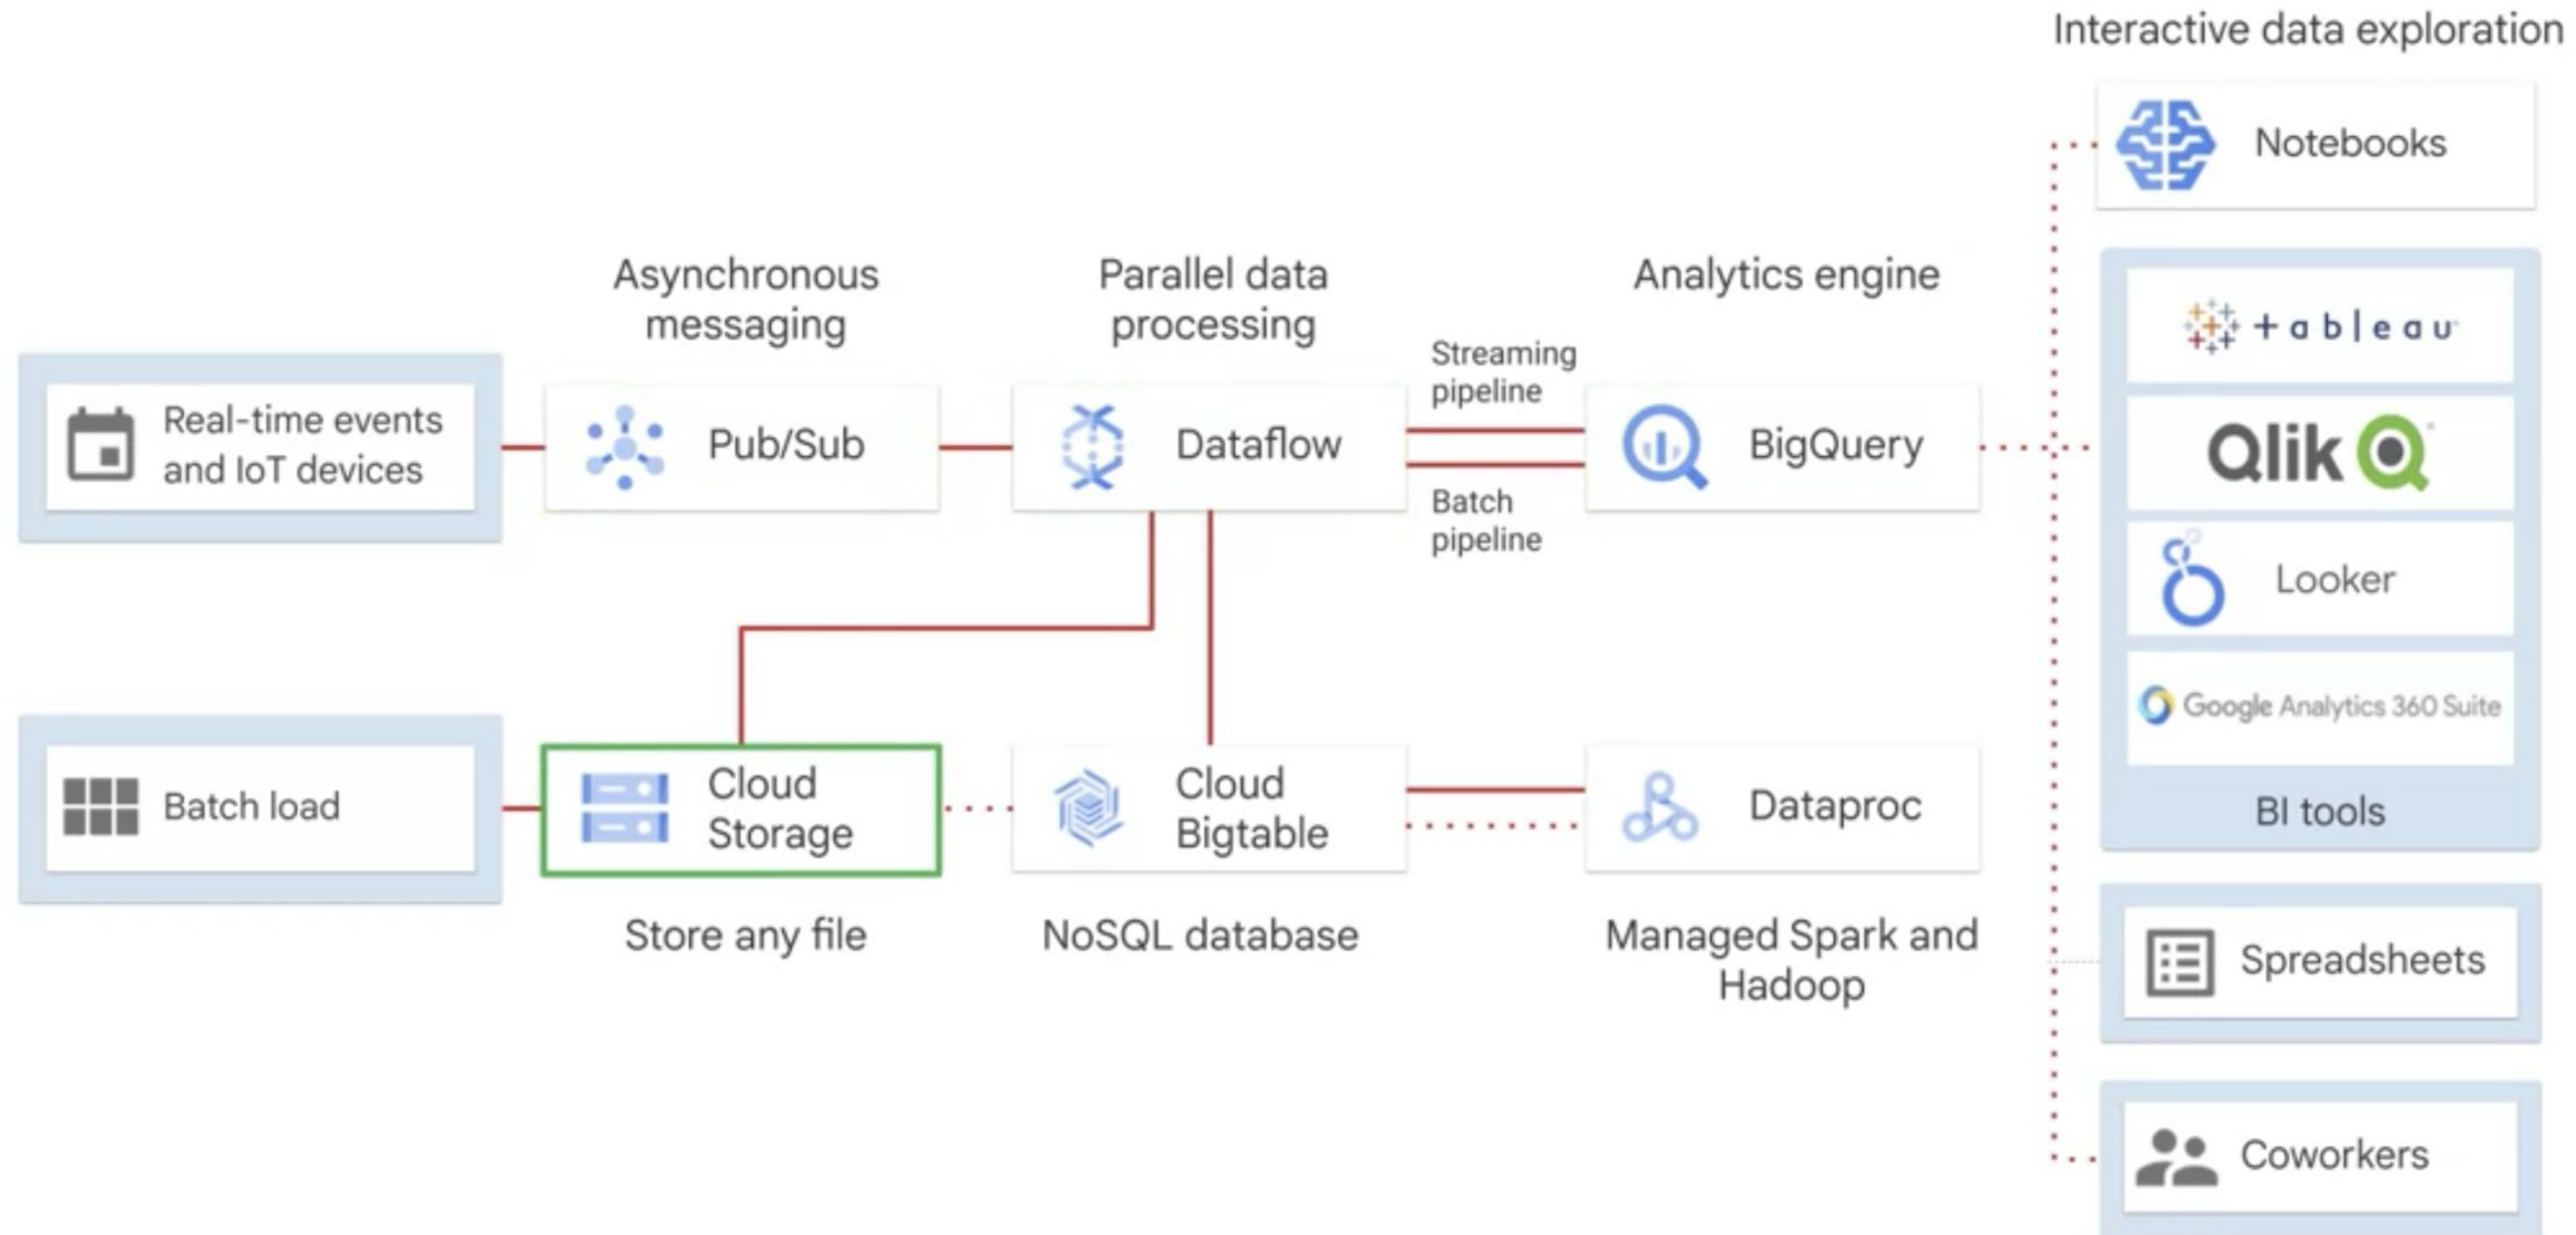 Interactive data exploration
Notebooks
Asynchronous
messaging
Parallel data
processing
Analytics engine
Streaming
pipeline
Real-time events
and IoT devices
Pub/Sub
Dataflow
BigQuery
Batch
pipeline
+ableau
Qlik
Looker
Google Analytics 360 Suite
BI tools
Batch load
Cloud
Storage
Cloud
Bigtable
Dataproc
Store any file
NoSQL database
Managed Spark and
Hadoop
Spreadsheets
Coworkers